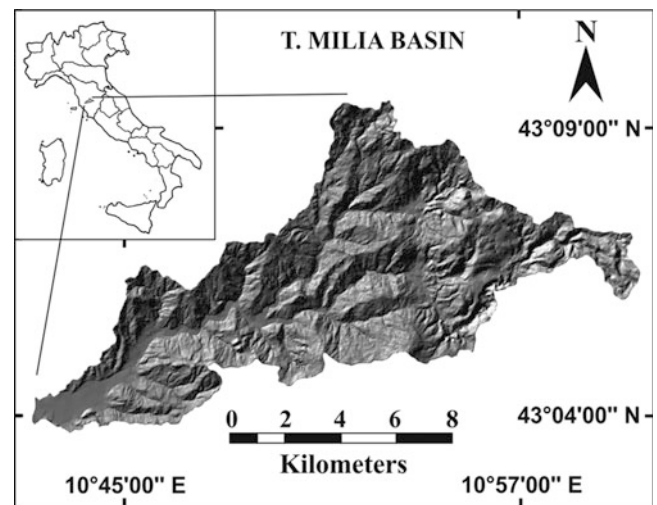 T. MILIA BASIN
N
43°09'00" N
0 2 4 6 8
Kilometers
43°04'00" N
10°45'00" E
10°57'00" E